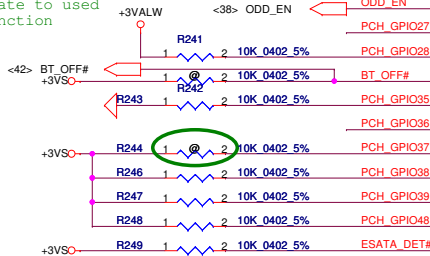 ate to used
nction
+3VALW
<38> ODD_EN
ODD_EN
PCH_GPIO27
R241
1 2 10K_0402_5% PCH_GPIO28
<42> BT_OFF#
+3VS 1 @ 2 10K_0402_5% BT_OFF#
R242
R243 1 2 10K_0402_5% PCH_GPIO35
PCH_GPIO36
+3VS R244 1 @ 2 10K_0402_5% PCH_GPIO37
R246 1 2 10K_0402_5% PCH_GPIO38
R247 1 2 10K_0402_5% PCH_GPIO39
R248 1 2 10K_0402_5% PCH_GPIO48
+3VS R249 1 2 10K_0402_5% ESATA_DET#